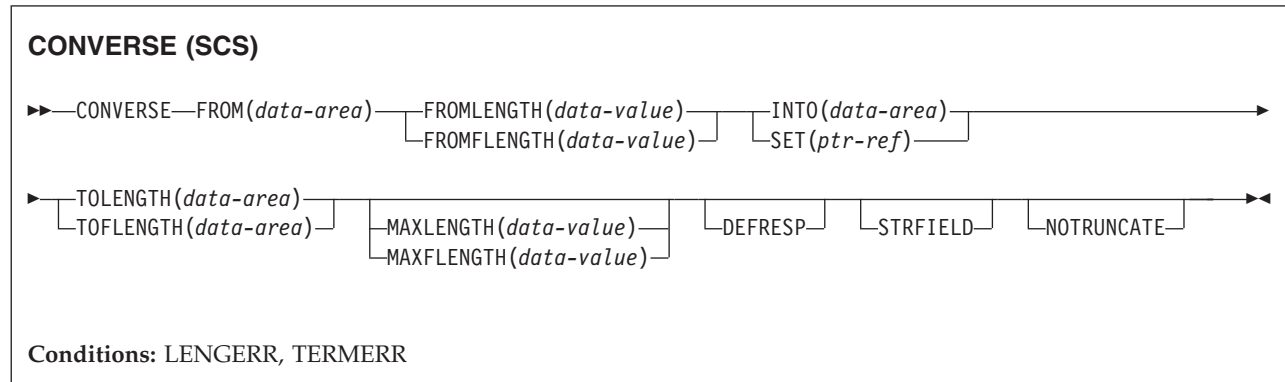 CONVERSE (SCS)
CONVERSE FROM(data-area) FROMLENGTH(data-value) INTO(data-area)
FROMFLENGTH(data-value) SET(ptr-ref)
TOLENGTH(data-area)
TOFLENGTH(data-area) MAXLENGTH(data-value) DEFRESP STRFIELD NOTRUNCATE
MAXFLENGTH(data-value)
Conditions: LENGERR, TERMERR